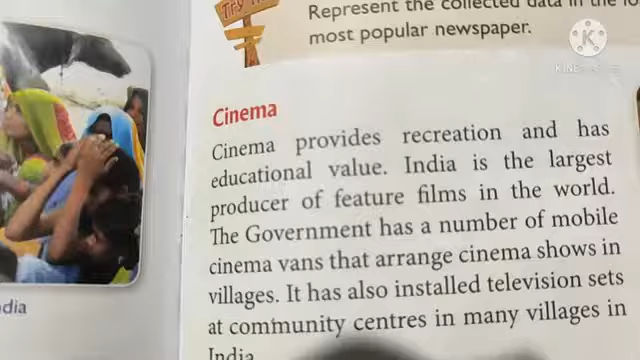 Try
Represent the collected data in the
most popular newspaper.
Cinema
Cinema provides recreation and has
educational value. India is the largest
producer of feature films in the world.
The Government has a number of mobile
cinema vans that arrange cinema shows in
villages. It has also installed television sets
at community centres in many villages in
India
dia